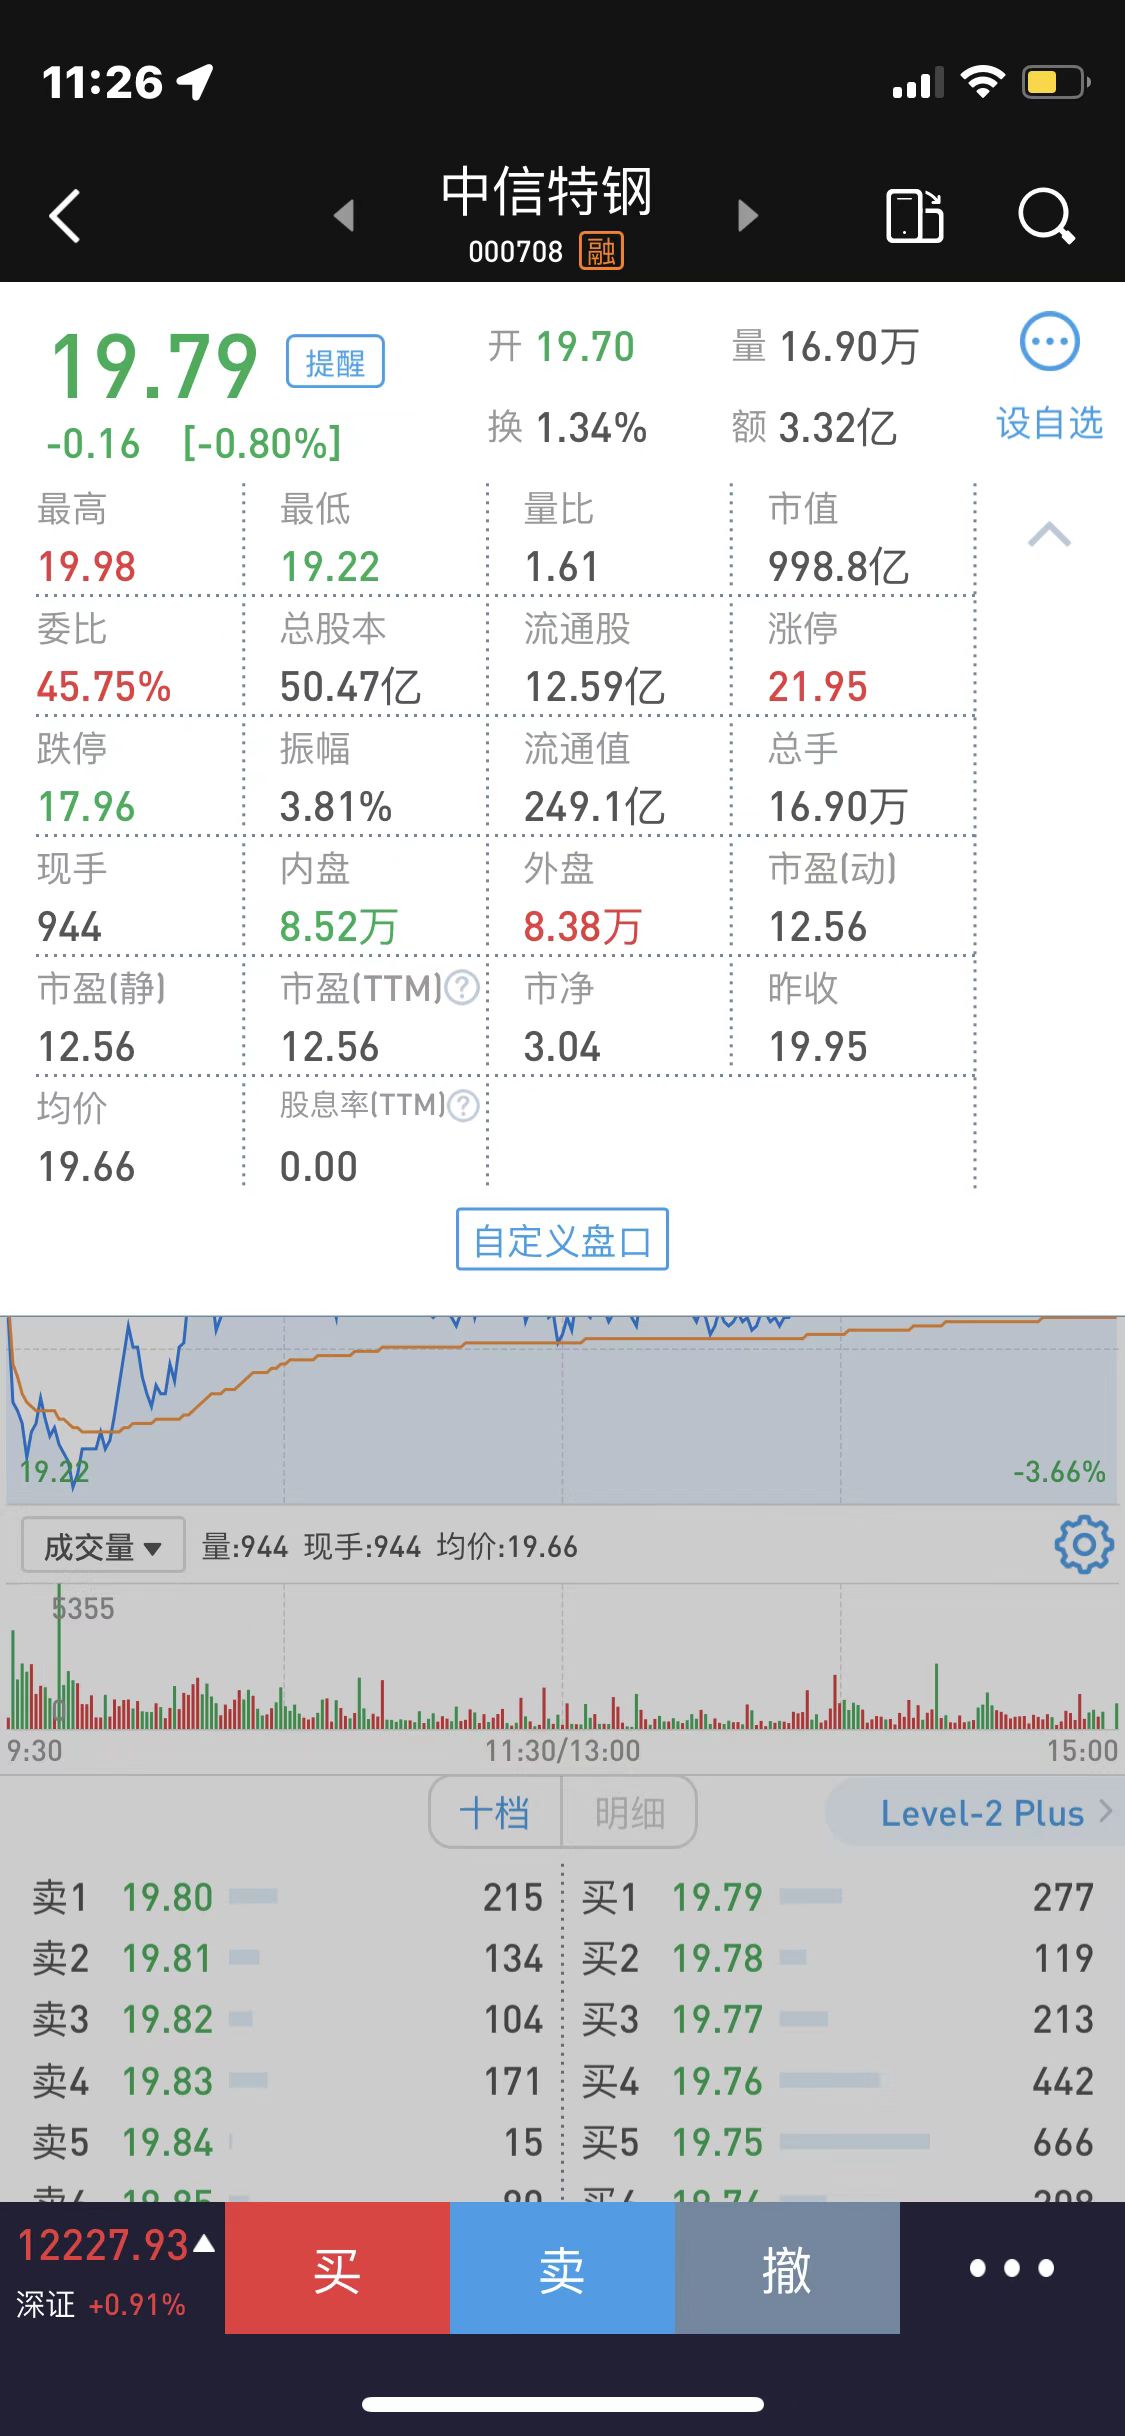 11:26
中信特钢
000708 融
19.79 提醒 开 19.70 量 16.90万
-0.16 [-0.80%] 换 1.34% 额 3.32亿 设自选
最高 最低 量比 市值
19.98 19.22 1.61 998.8亿
委比 总股本 流通股 涨停
45.75% 50.47亿 12.59亿 21.95
跌停 振幅 流通值 总手
17.96 3.81% 249.1亿 16.90万
现手 内盘 外盘 市盈(动)
944 8.52万 8.38万 12.56
市盈(静) 市盈(TTM)? 市净 昨收
12.56 12.56 3.04 19.95
均价 股息率(TTM)?
19.66 0.00
自定义盘口
19.22 -3.66%
成交量 量:944 现手:944 均价:19.66
5355
9:30 11:30/13:00 15:00
十档 明细 Level-2 Plus
卖1 19.80 215 买1 19.79 277
卖2 19.81 134 买2 19.78 119
卖3 19.82 104 买3 19.77 213
卖4 19.83 171 买4 19.76 442
卖5 19.84 15 买5 19.75 666
12227.93 买 卖 撤
深证 +0.91%